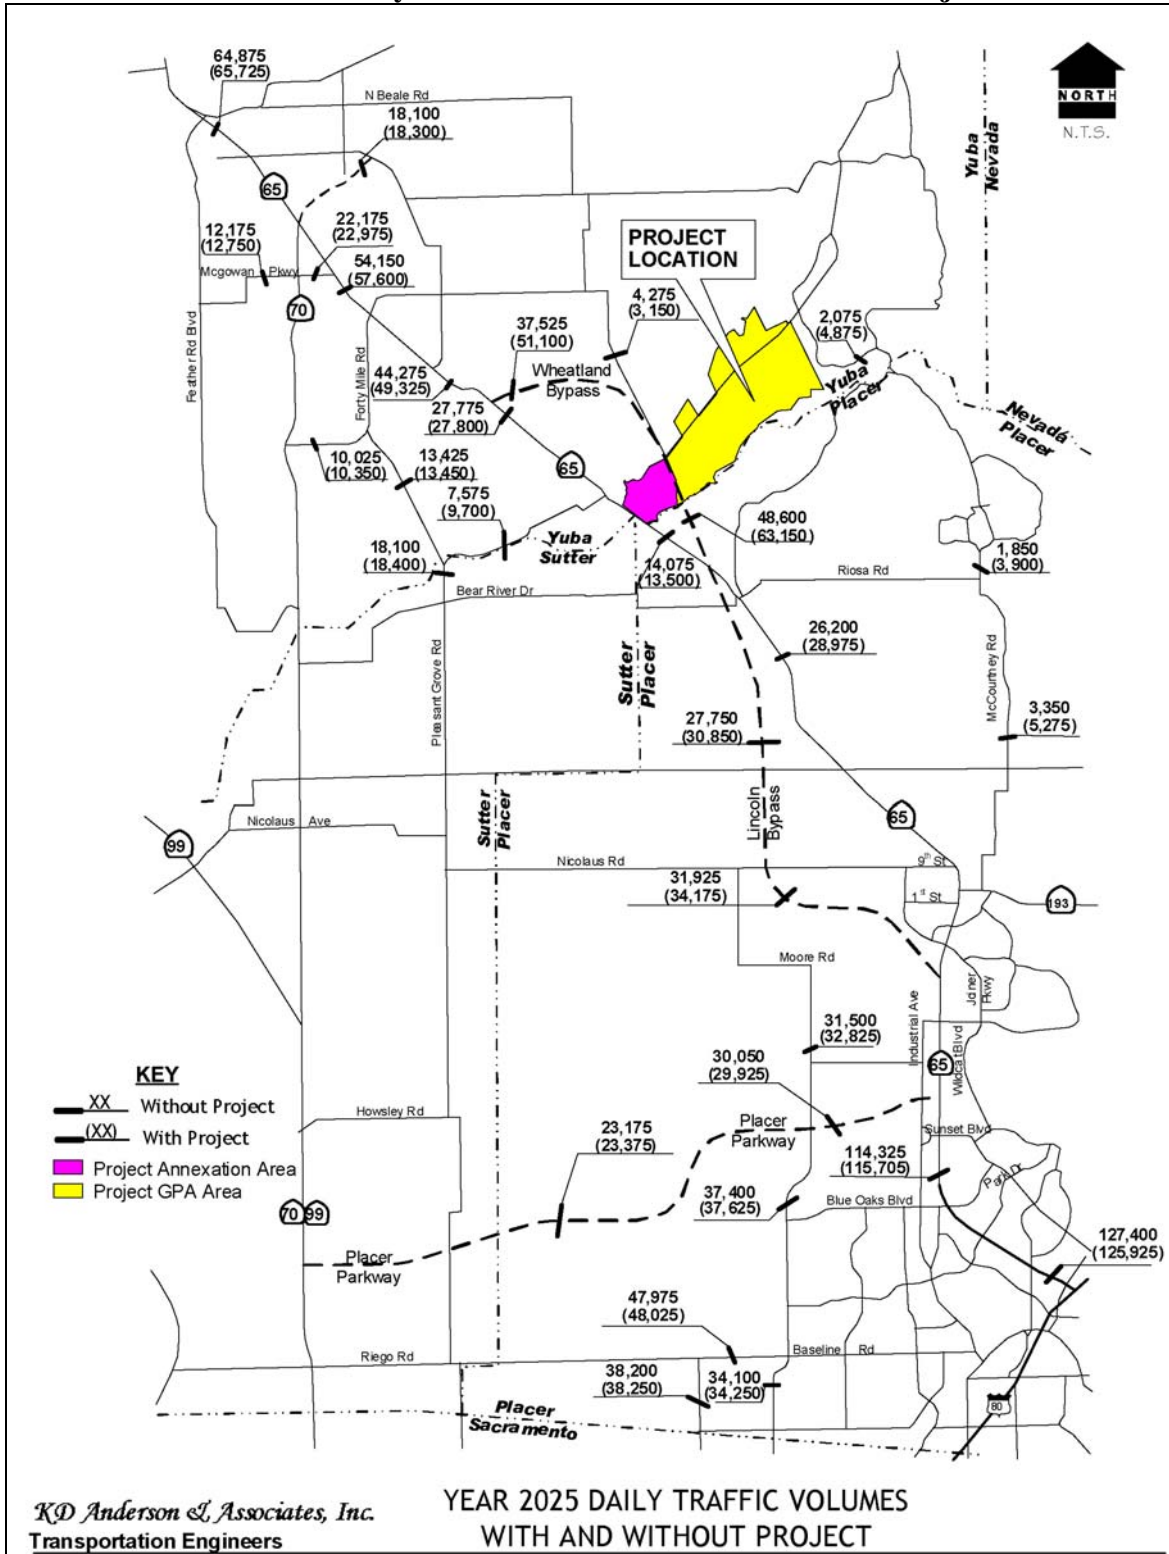 64,875
(65,725)
N Beale Rd
18,100
(18,300)
NORTH
N.T.S.
Yuba
Nevada
65
12,175
(12,750)
22,175
(22,975)
Mcgowan Pkwy
54,150
(57,600)
PROJECT
LOCATION
70
4,275
(3,150)
2,075
(4,875)
37,525
(51,100)
Feather Rd Blvd
Forty Mile Rd
44,275
(49,325)
Wheatland
Bypass
Yuba
Placer
27,775
(27,800)
Nevada
Placer
10,025
(10,350)
13,425
(13,450)
65
7,575
(9,700)
48,600
(63,150)
Yuba
Sutter
18,100
(18,400)
14,075
(13,500)
1,850
(3,900)
Riosa Rd
Bear River Dr
26,200
(28,975)
Sutter
Placer
Pleasant Grove Rd
McCourtney Rd
27,750
(30,850)
3,350
(5,275)
Sutter
Placer
Lincoln
Bypass
65
Nicolaus Ave
99
Nicolaus Rd
9th St
31,925
(34,175)
1st St
193
Moore Rd
Industrial Ave
Wildcat Blvd
Pkwy
31,500
(32,825)
30,050
(29,925)
65
KEY
XX Without Project
(XX) With Project
Project Annexation Area
Project GPA Area
Howsley Rd
23,175
(23,375)
Placer
Parkway
Sunset Blvd
114,325
(115,705)
Park Dr
37,400
(37,625)
Blue Oaks Blvd
70 99
127,400
(125,925)
Placer
Parkway
47,975
(48,025)
Riego Rd
Baseline Rd
38,200
(38,250)
34,100
(34,250)
80
Placer
Sacramento
KD Anderson & Associates, Inc.
Transportation Engineers
YEAR 2025 DAILY TRAFFIC VOLUMES
WITH AND WITHOUT PROJECT